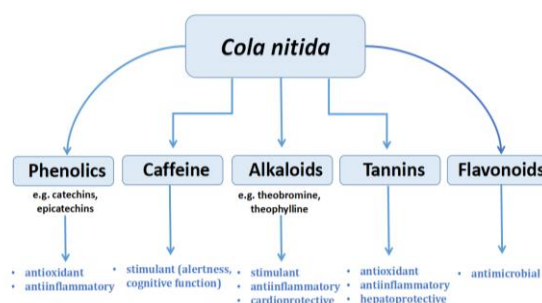 Cola nitida
Phenolics
Caffeine
Alkaloids
Tannins
Flavonoids
e.g. catechins,
epicatechins
e.g. theobromine,
theophylline
• antioxidant
• antiinflammatory
• stimulant (alertness,
cognitive function)
• stimulant
• antiinflammatory
• cardioprotective
• antioxidant
• antiinflammatory
• hepatoprotective
• antimicrobial